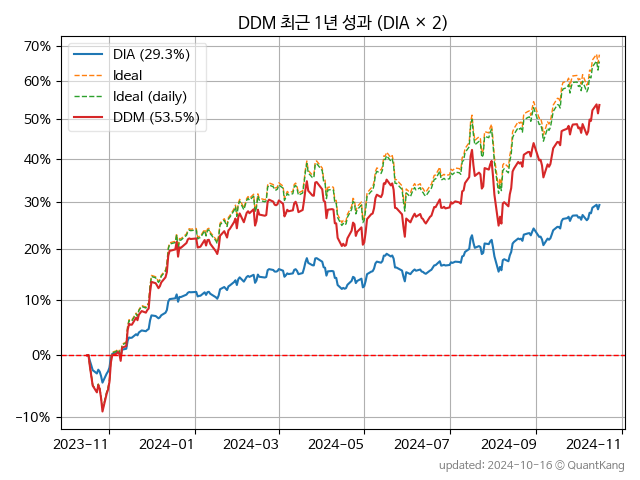 DDM 최근 1년 성과 (DIA × 2)
70%
60%
50%
40%
30%
20%
10%
0%
−10%
DIA (29.3%)
Ideal
Ideal (daily)
DDM (53.5%)
2023−11
2024−01
2024−03
2024−05
2024−07
2024−09
2024−11
updated: 2024-10-16 © QuantKang